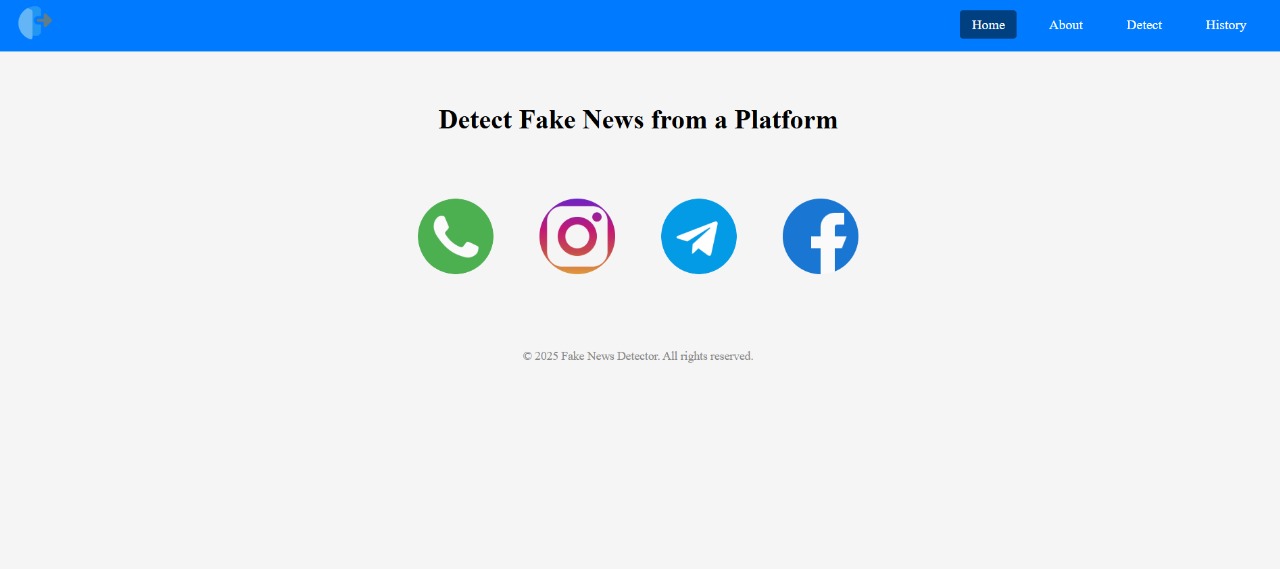 Home About Detect History
Detect Fake News from a Platform
© 2025 Fake News Detector. All rights reserved.